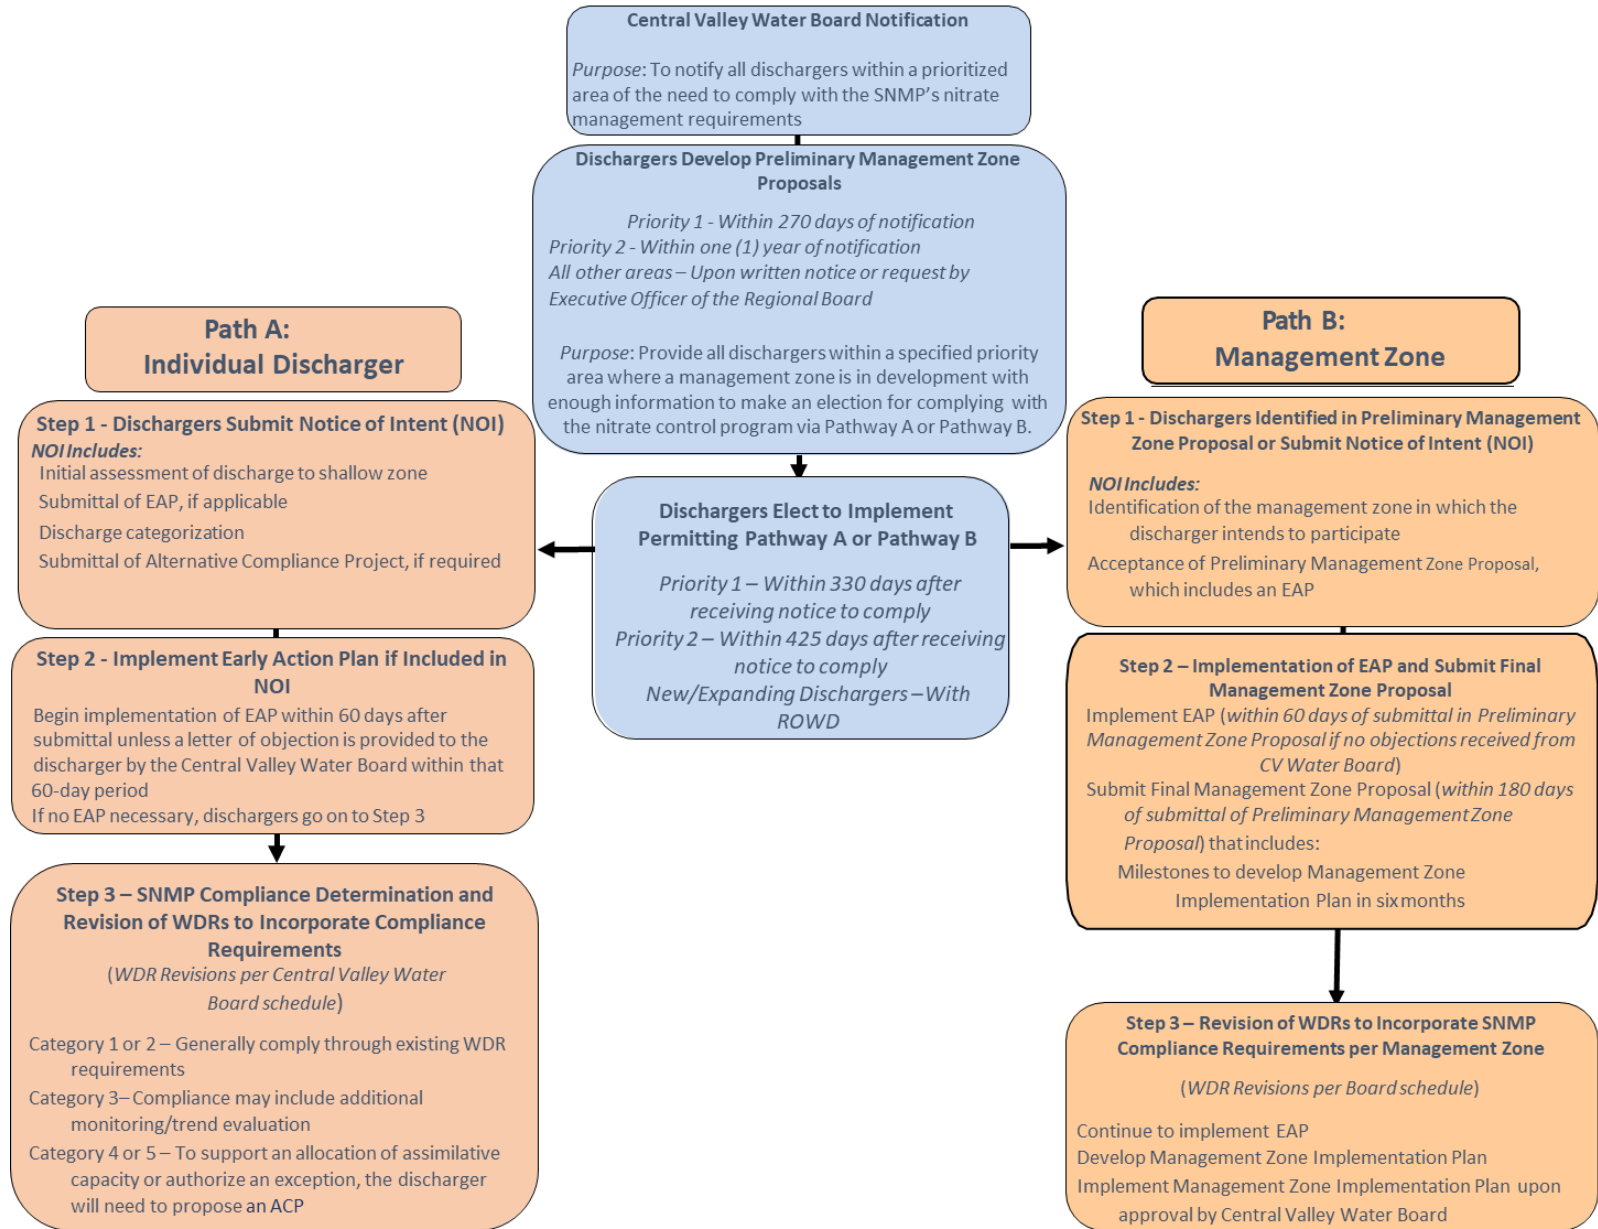 Central Valley Water Board Notification
Purpose: To notify all dischargers within a prioritized
area of the need to comply with the SNMP's nitrate
management requirements
Dischargers Develop Preliminary Management Zone
Proposals
Priority 1 - Within 270 days of notification
Priority 2 - Within one (1) year of notification
All other areas – Upon written notice or request by
Executive Officer of the Regional Board
Purpose: Provide all dischargers within a specified priority
area where a management zone is in development with
enough information to make an election for complying with
the nitrate control program via Pathway A or Pathway B.
Dischargers Elect to Implement
Permitting Pathway A or Pathway B
Priority 1 – Within 330 days after
receiving notice to comply
Priority 2 – Within 425 days after receiving
notice to comply
New/Expanding Dischargers – With
ROWD
Path A:
Individual Discharger
Step 1 - Dischargers Submit Notice of Intent (NOI)
NOI Includes:
Initial assessment of discharge to shallow zone
Submittal of EAP, if applicable
Discharge categorization
Submittal of Alternative Compliance Project, if required
Step 2 - Implement Early Action Plan if Included in
NOI
Begin implementation of EAP within 60 days after
submittal unless a letter of objection is provided to the
discharger by the Central Valley Water Board within that
60-day period
If no EAP necessary, dischargers go on to Step 3
Step 3 – SNMP Compliance Determination and
Revision of WDRs to Incorporate Compliance
Requirements
(WDR Revisions per Central Valley Water
Board schedule)
Category 1 or 2 – Generally comply through existing WDR
requirements
Category 3– Compliance may include additional
monitoring/trend evaluation
Category 4 or 5 – To support an allocation of assimilative
capacity or authorize an exception, the discharger
will need to propose an ACP
Path B:
Management Zone
Step 1 - Dischargers Identified in Preliminary Management
Zone Proposal or Submit Notice of Intent (NOI)
NOI Includes:
Identification of the management zone in which the
discharger intends to participate
Acceptance of Preliminary Management Zone Proposal,
which includes an EAP
Step 2 – Implementation of EAP and Submit Final
Management Zone Proposal
Implement EAP (within 60 days of submittal in Preliminary
Management Zone Proposal if no objections received from
CV Water Board)
Submit Final Management Zone Proposal (within 180 days
of submittal of Preliminary Management Zone
Proposal) that includes:
Milestones to develop Management Zone
Implementation Plan in six months
Step 3 – Revision of WDRs to Incorporate SNMP
Compliance Requirements per Management Zone
(WDR Revisions per Board schedule)
Continue to implement EAP
Develop Management Zone Implementation Plan
Implement Management Zone Implementation Plan upon
approval by Central Valley Water Board